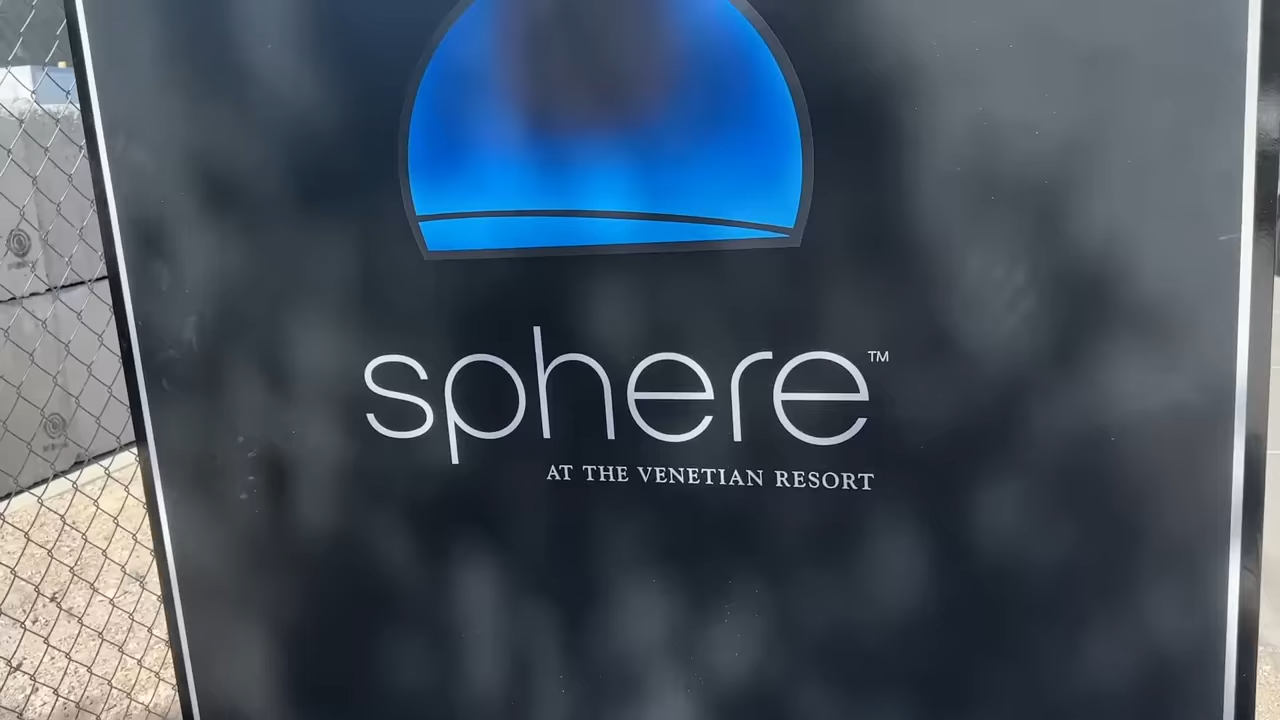 sphere™
AT THE VENETIAN RESORT